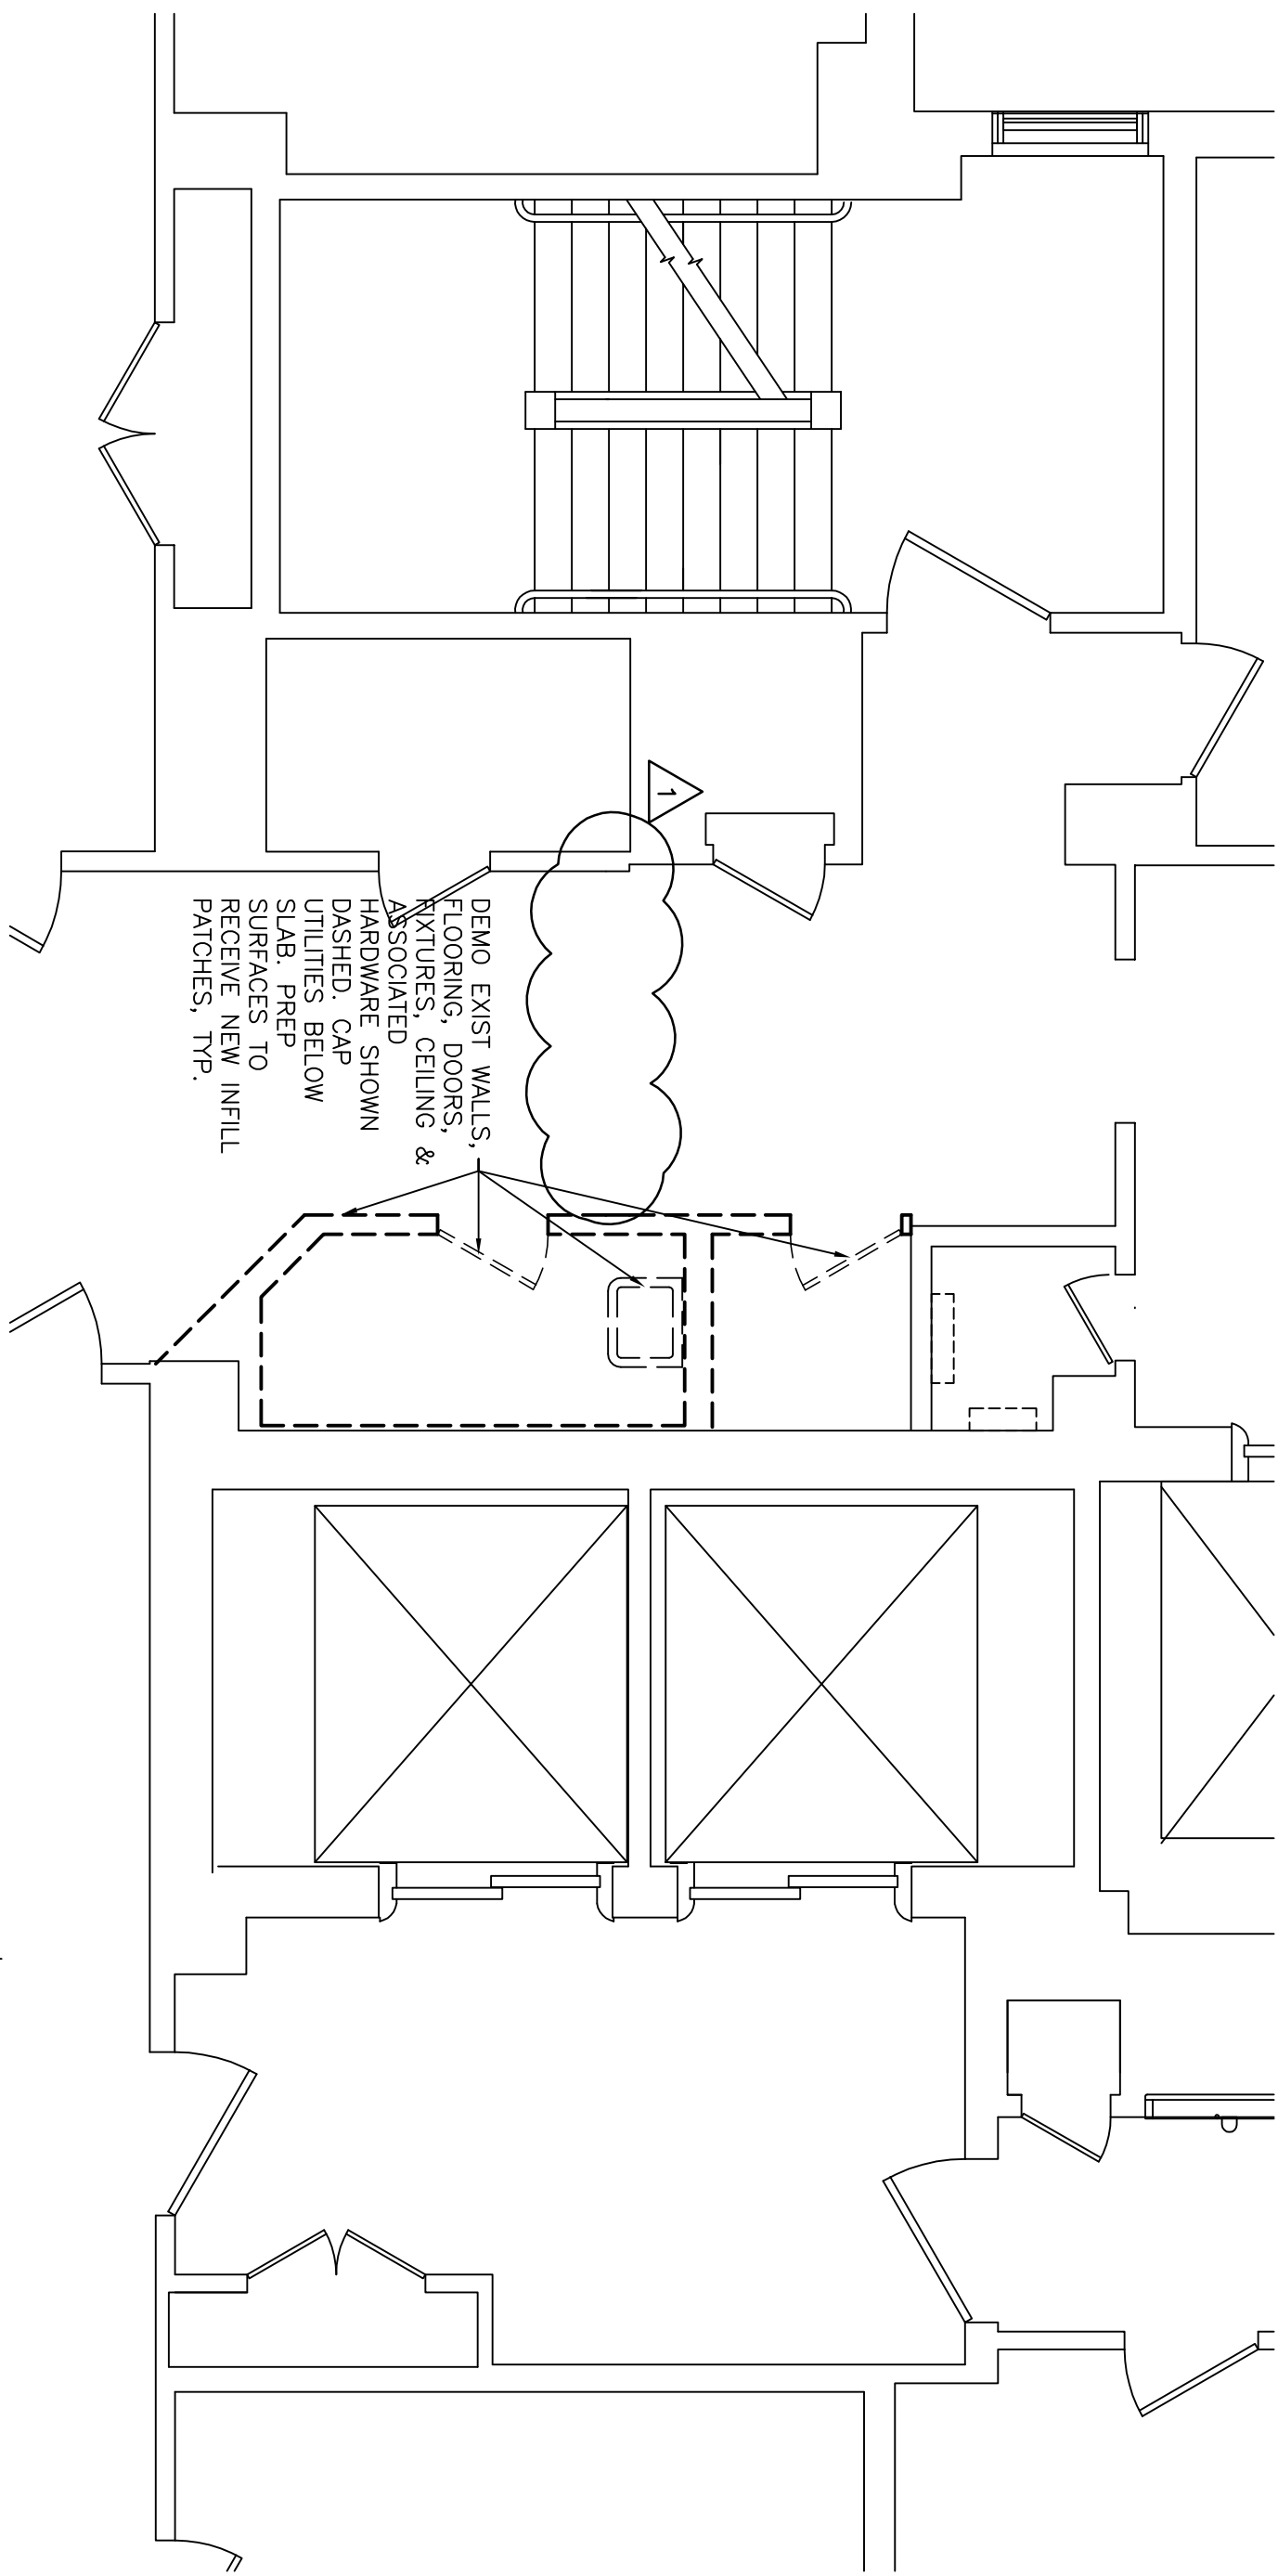 1
DEMO EXIST WALLS,
FLOORING, DOORS,
FIXTURES, CEILING &
ASSOCIATED
HARDWARE SHOWN
DASHED. CAP
UTILITIES BELOW
SLAB. PREP
SURFACES TO
RECEIVE NEW INFILL
PATCHES, TYP.